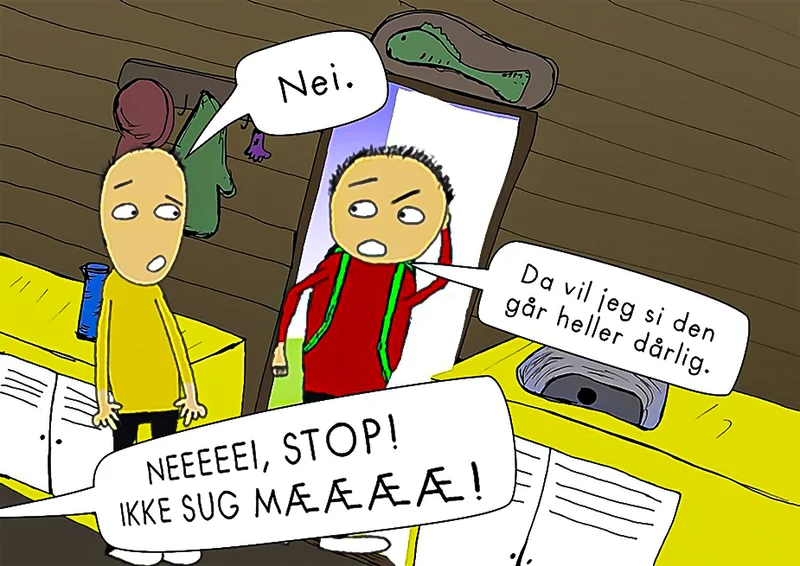 Nei.
Da vil jeg si den
går heller dårlig.
NEEEEEI, STOP!
IKKE SUG MÆÆÆÆ!